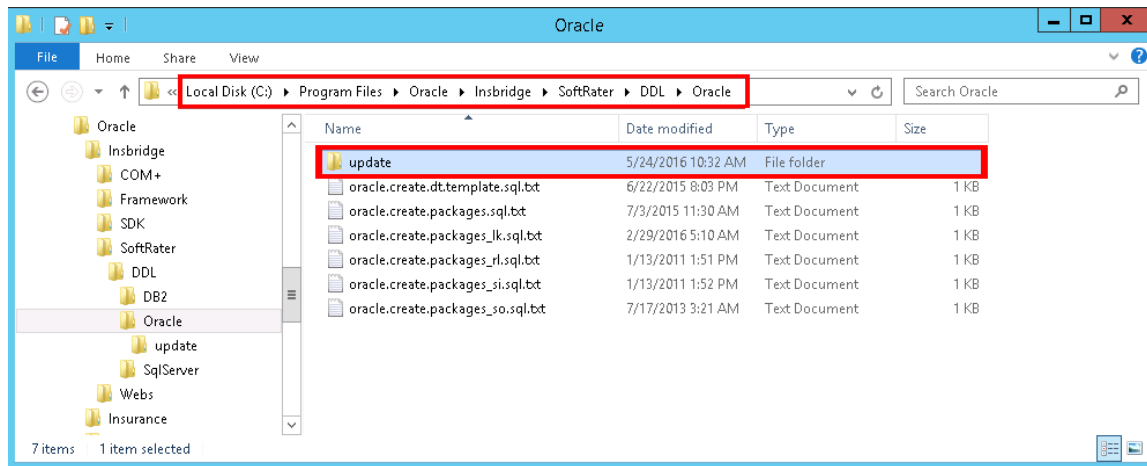 Oracle
File Home Share View
« Local Disk (C:) Program Files Oracle Insbridge SoftRater DDL Oracle Search Oracle
Oracle
Insbridge
COM+
Framework
SDK
SoftRater
DDL
DB2
Oracle
update
SqlServer
Webs
Insurance
Name Date modified Type Size
update 5/24/2016 10:32 AM File folder
oracle.create.dt.template.sql.txt 6/22/2015 8:03 PM Text Document 1 KB
oracle.create.packages.sql.txt 7/3/2015 11:30 AM Text Document 1 KB
oracle.create.packages_lk.sql.txt 2/29/2016 5:10 AM Text Document 1 KB
oracle.create.packages_rl.sql.txt 1/13/2011 1:51 PM Text Document 1 KB
oracle.create.packages_si.sql.txt 1/13/2011 1:52 PM Text Document 1 KB
oracle.create.packages_so.sql.txt 7/17/2013 3:21 AM Text Document 1 KB
7 items 1 item selected